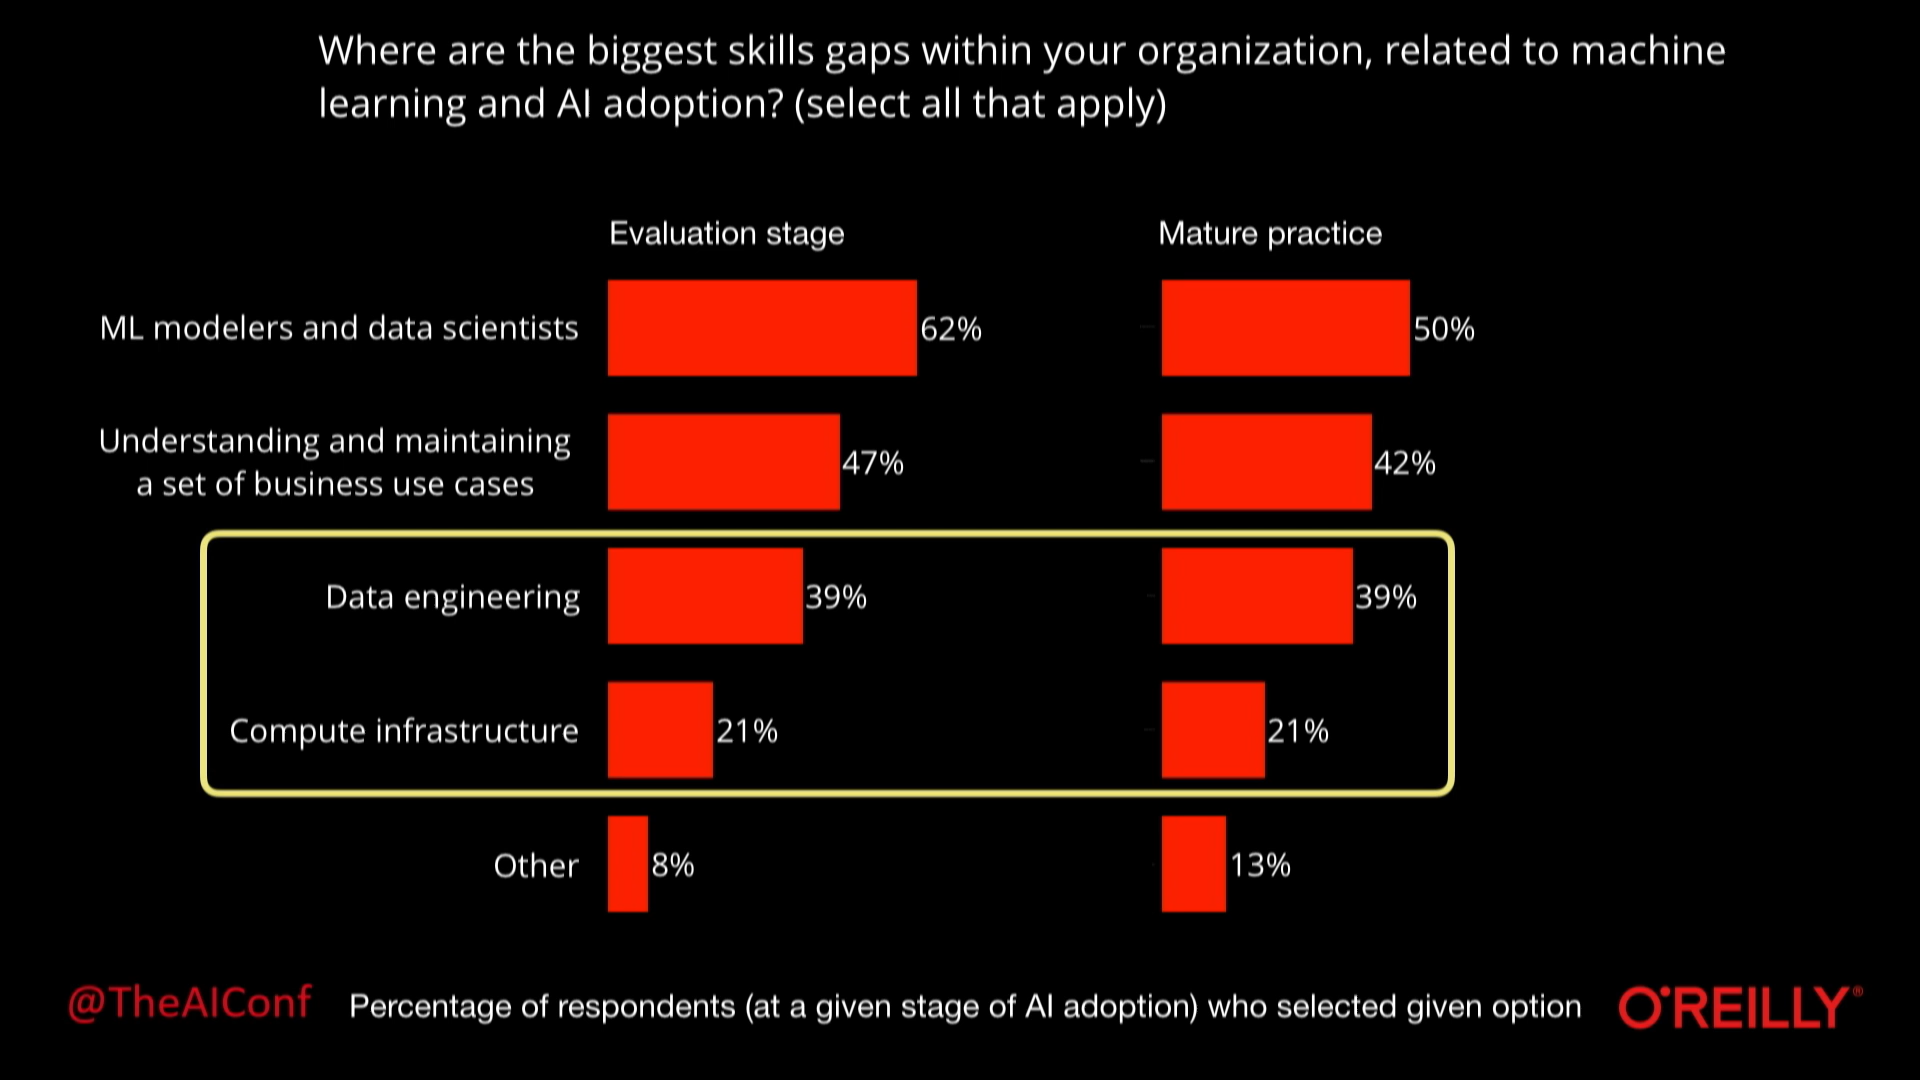 Where are the biggest skills gaps within your organization, related to machine
learning and AI adoption? (select all that apply)
Evaluation stage
Mature practice
ML modelers and data scientists
62%
50%
Understanding and maintaining
a set of business use cases
47%
42%
Data engineering
39%
39%
Compute infrastructure
21%
21%
Other
8%
13%
@TheAIConf
Percentage of respondents (at a given stage of AI adoption) who selected given option
O'REILLY®